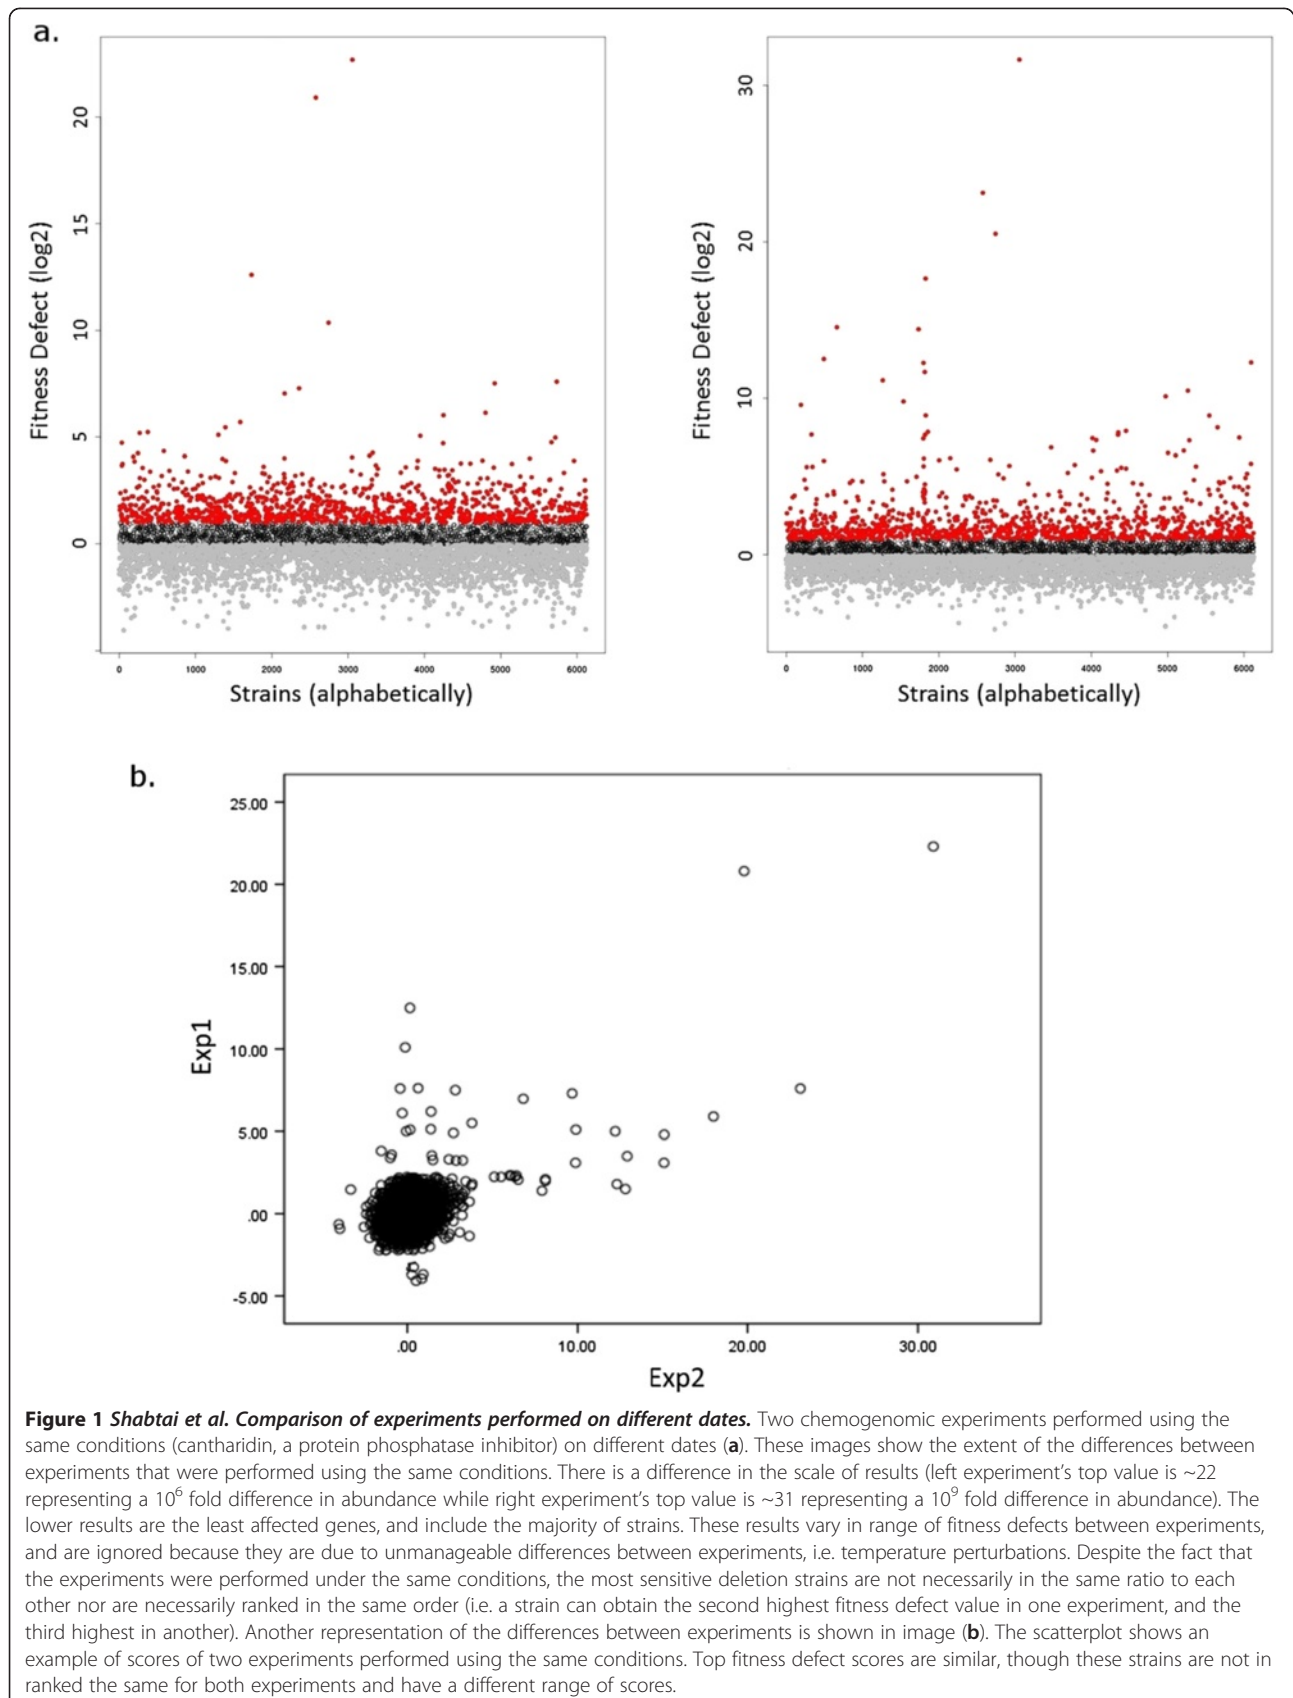 a.
Fitness Defect (log2)
20
15
10
5
0
0 1000 2000 3000 4000 5000 6000
Strains (alphabetically)
Fitness Defect (log2)
30
20
10
0
0 1000 2000 3000 4000 5000 6000
Strains (alphabetically)
b.
Exp1
25.00
20.00
15.00
10.00
5.00
.00
-5.00
.00 10.00 20.00 30.00
Exp2
Figure 1 Shabtai et al. Comparison of experiments performed on different dates. Two chemogenomic experiments performed using the
same conditions (cantharidin, a protein phosphatase inhibitor) on different dates (a). These images show the extent of the differences between
experiments that were performed using the same conditions. There is a difference in the scale of results (left experiment's top value is ~22
representing a 10⁶ fold difference in abundance while right experiment's top value is ~31 representing a 10⁹ fold difference in abundance). The
lower results are the least affected genes, and include the majority of strains. These results vary in range of fitness defects between experiments,
and are ignored because they are due to unmanageable differences between experiments, i.e. temperature perturbations. Despite the fact that
the experiments were performed under the same conditions, the most sensitive deletion strains are not necessarily in the same ratio to each
other nor are necessarily ranked in the same order (i.e. a strain can obtain the second highest fitness defect value in one experiment, and the
third highest in another). Another representation of the differences between experiments is shown in image (b). The scatterplot shows an
example of scores of two experiments performed using the same conditions. Top fitness defect scores are similar, though these strains are not in
ranked the same for both experiments and have a different range of scores.